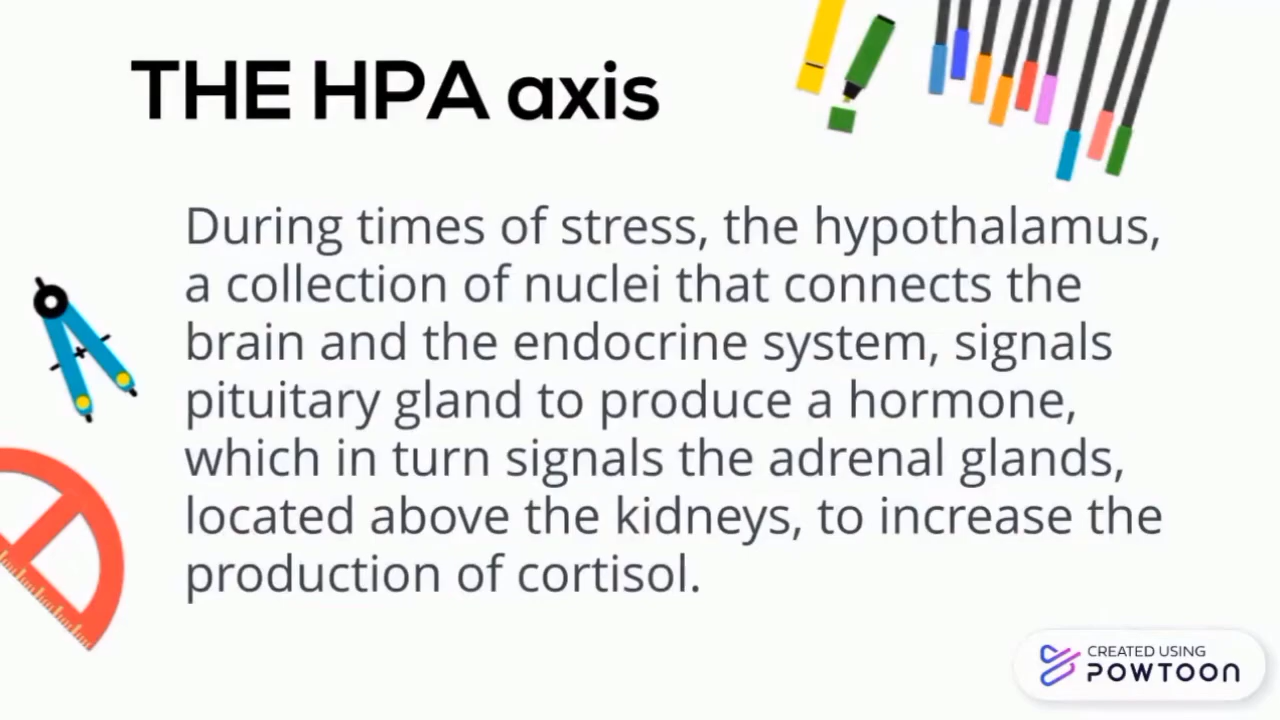 THE HPA axis
During times of stress, the hypothalamus,
a collection of nuclei that connects the
brain and the endocrine system, signals
pituitary gland to produce a hormone,
which in turn signals the adrenal glands,
located above the kidneys, to increase the
production of cortisol.
CREATED USING
POWTOON